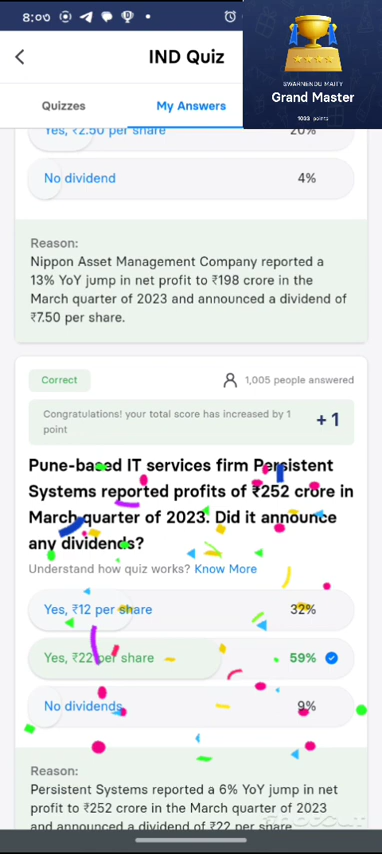 8:০০
IND Quiz
SWARNENDU MAITY
Grand Master
1033 points
Quizzes
My Answers
Yes, ₹2.50 per share 20%
No dividend 4%
Reason:
Nippon Asset Management Company reported a
13% YoY jump in net profit to ₹198 crore in the
March quarter of 2023 and announced a dividend of
₹7.50 per share.
Correct
1,005 people answered
Congratulations! your total score has increased by 1
point
+ 1
Pune-based IT services firm Persistent
Systems reported profits of ₹252 crore in
March quarter of 2023. Did it announce
any dividends?
Understand how quiz works? Know More
Yes, ₹12 per share 32%
Yes, ₹22 per share 59%
No dividends 9%
Reason:
Persistent Systems reported a 6% YoY jump in net
profit to ₹252 crore in the March quarter of 2023
and announced a dividend of ₹22 per share